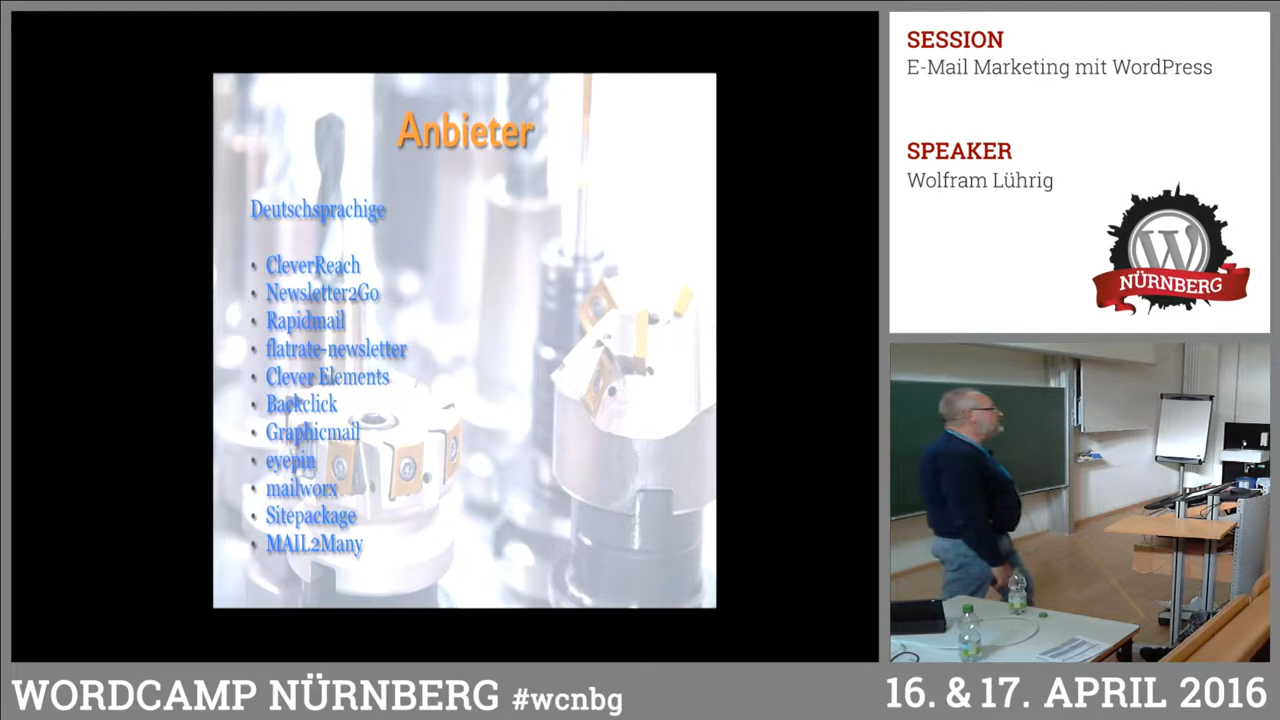 Anbieter
Deutschsprachige
• CleverReach
• Newsletter2Go
• Rapidmail
• flatrate-newsletter
• Clever Elements
• Backclick
• Graphicmail
• eyepin
• mailworx
• Sitepackage
• MAIL2Many
SESSION
E-Mail Marketing mit WordPress
SPEAKER
Wolfram Lührig
W
NÜRNBERG
WORDCAMP NÜRNBERG #wcnbg
16. & 17. APRIL 2016